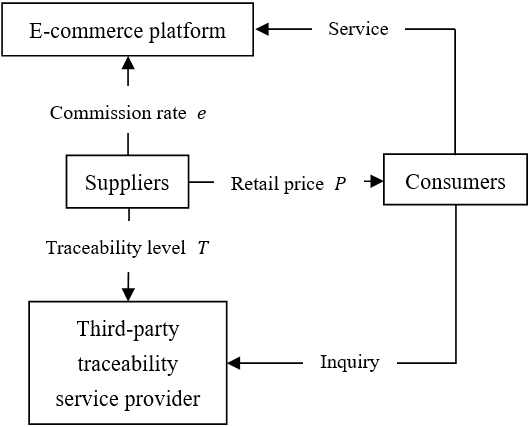 E-commerce platform
Service
Commission rate e
Suppliers
Retail price P
Consumers
Traceability level T
Third-party
traceability
service provider
Inquiry